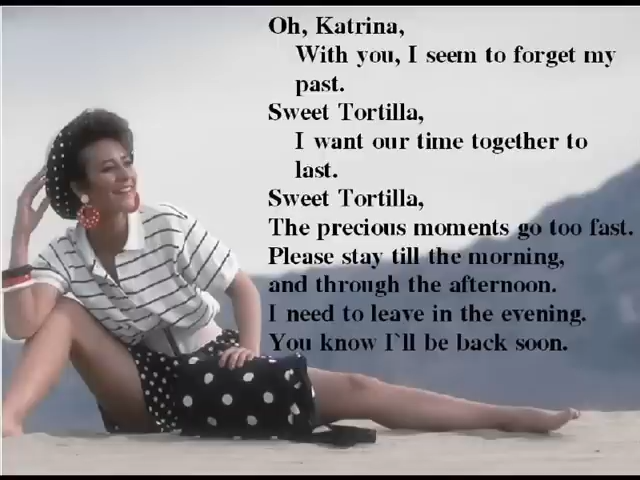 Oh, Katrina,
With you, I seem to forget my
past.
Sweet Tortilla,
I want our time together to
last.
Sweet Tortilla,
The precious moments go too fast.
Please stay till the morning,
and through the afternoon.
I need to leave in the evening.
You know I`ll be back soon.